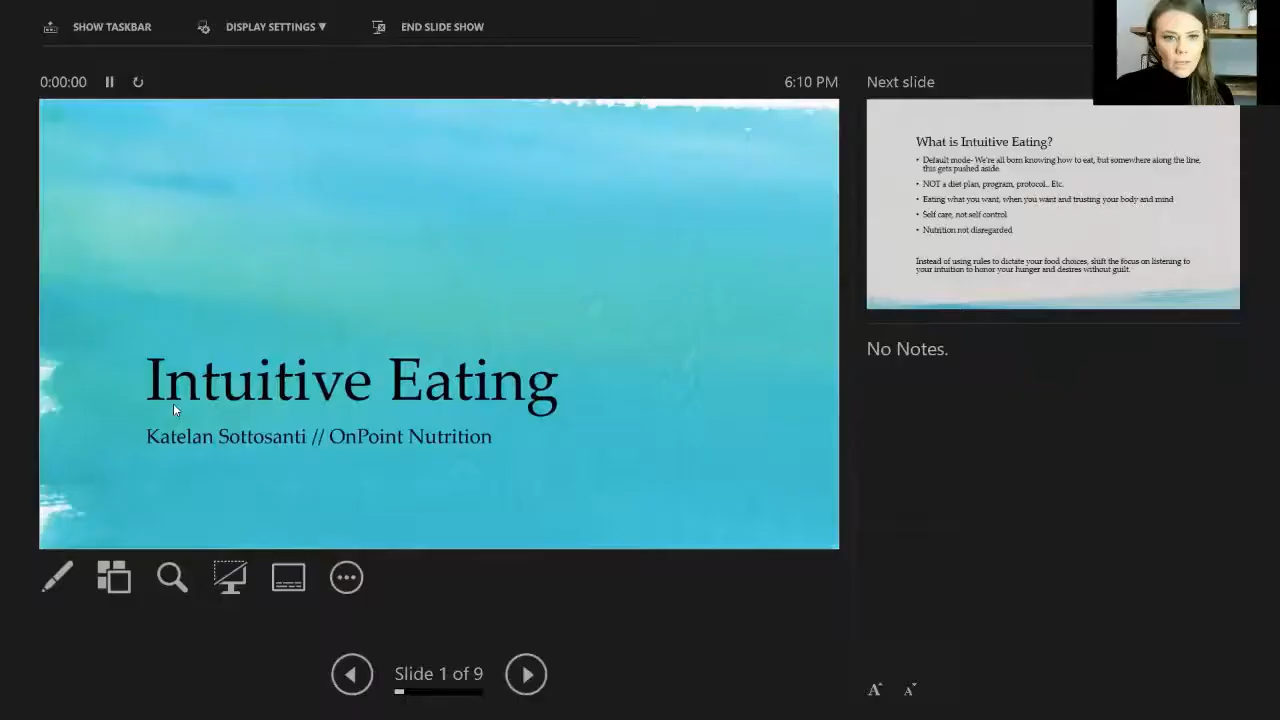 SHOW TASKBAR
DISPLAY SETTINGS ▼
END SLIDE SHOW
0:00:00
6:10 PM
Next slide
Intuitive Eating
Katelan Sottosanti // OnPoint Nutrition
What is Intuitive Eating?
• Default mode- We're all born knowing how to eat, but somewhere along the line,
this gets pushed aside.
• NOT a diet plan, program, protocol.. Etc.
• Eating what you want, when you want and trusting your body and mind
• Self care, not self control
• Nutrition not disregarded
Instead of using rules to dictate your food choices, shift the focus on listening to
your intuition to honor your hunger and desires without guilt.
No Notes.
Slide 1 of 9
A A